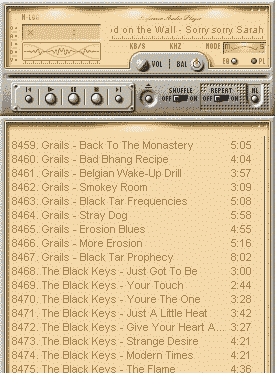 d on the Wall - Sorry sorry Sarah
KB/S KHZ MODE
EQ PL
VOL BAL
SHUFFLE REPEAT NL
OFF ON OFF ON
8459. Grails - Back To The Monastery 5:05
8460. Grails - Bad Bhang Recipe 4:04
8461. Grails - Belgian Wake-Up Drill 3:57
8462. Grails - Smokey Room 3:09
8463. Grails - Black Tar Frequencies 5:08
8464. Grails - Stray Dog 5:58
8465. Grails - Erosion Blues 4:55
8466. Grails - More Erosion 5:16
8467. Grails - Black Tar Prophecy 8:02
8468. The Black Keys - Just Got To Be 3:00
8469. The Black Keys - Your Touch 2:44
8470. The Black Keys - Youre The One 3:28
8471. The Black Keys - Just A Little Heat 3:42
8472. The Black Keys - Give Your Heart A... 3:27
8473. The Black Keys - Strange Desire 4:21
8474. The Black Keys - Modern Times 4:21
8475. The Black Keys - The Flame 4:36